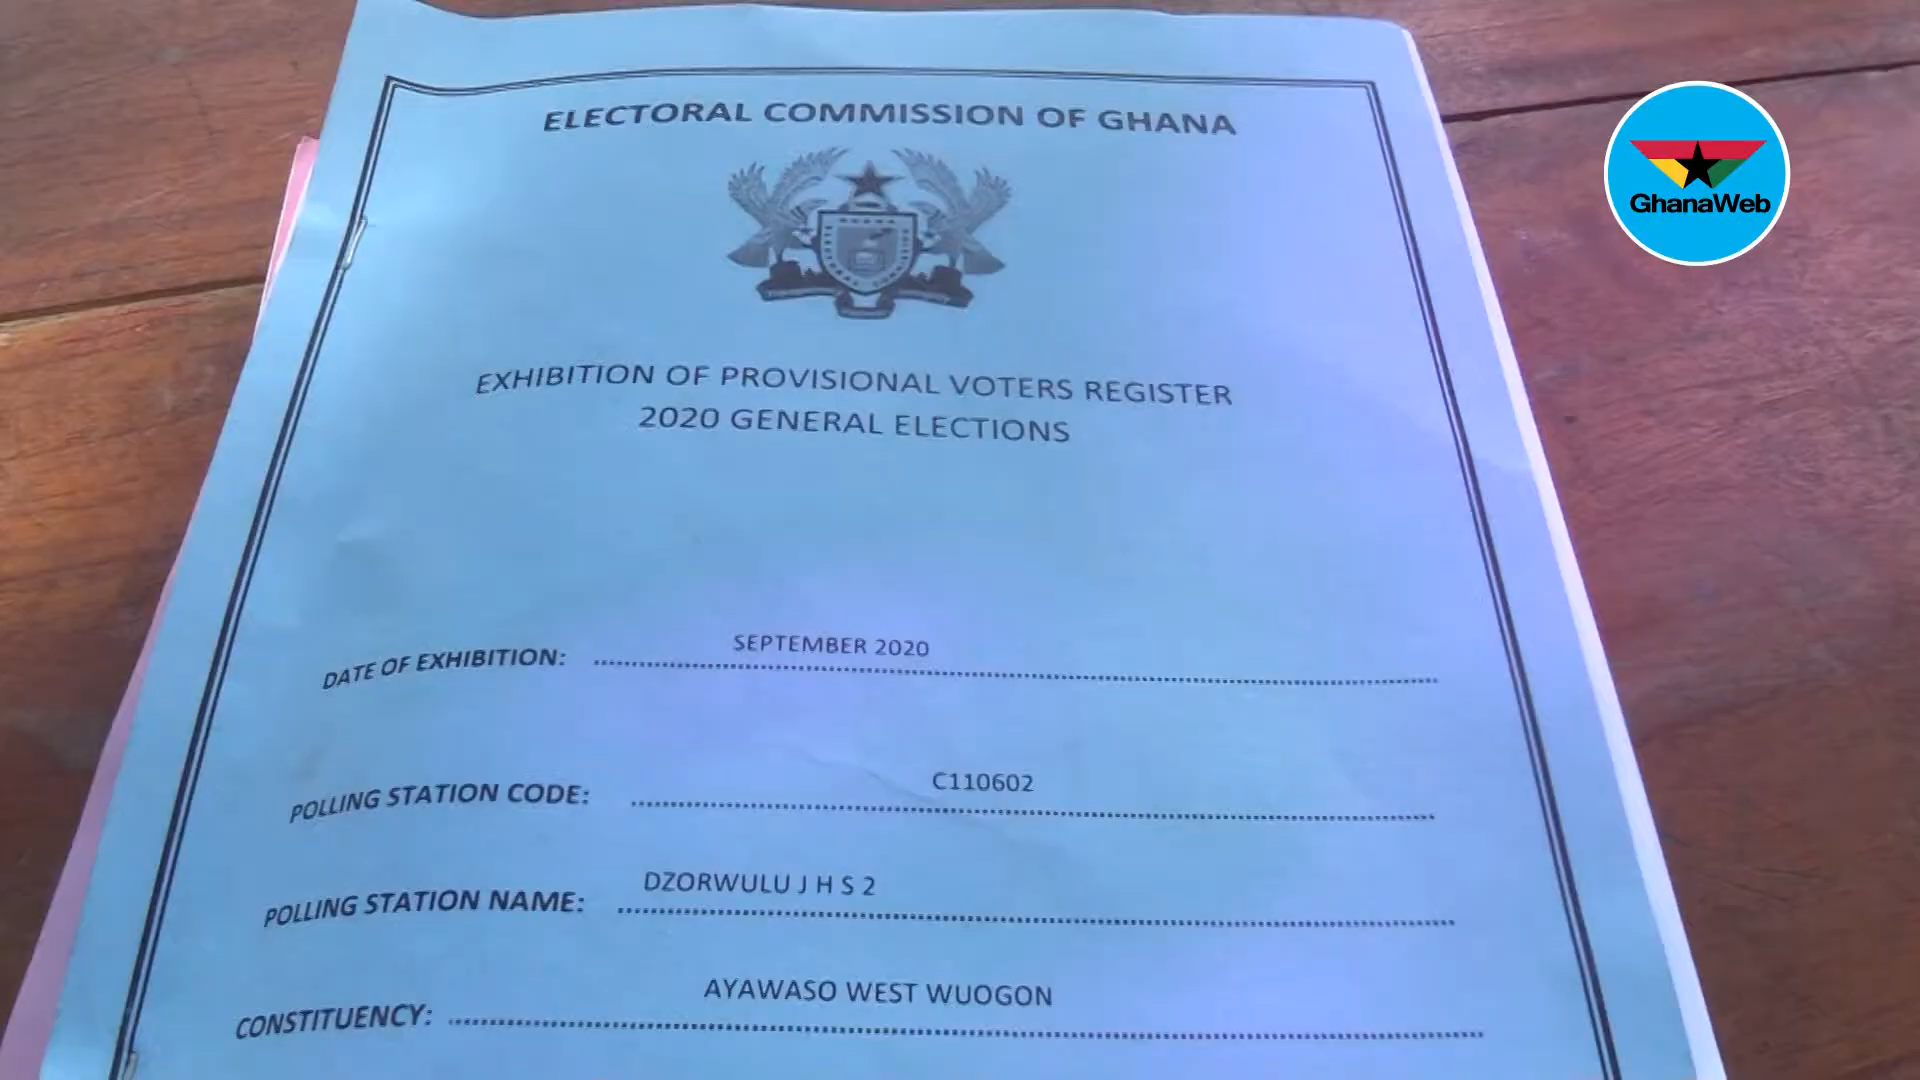 ELECTORAL COMMISSION OF GHANA
EXHIBITION OF PROVISIONAL VOTERS REGISTER
2020 GENERAL ELECTIONS
DATE OF EXHIBITION: SEPTEMBER 2020
POLLING STATION CODE: C110602
POLLING STATION NAME: DZORWULU J H S 2
CONSTITUENCY: AYAWASO WEST WUOGON
GhanaWeb